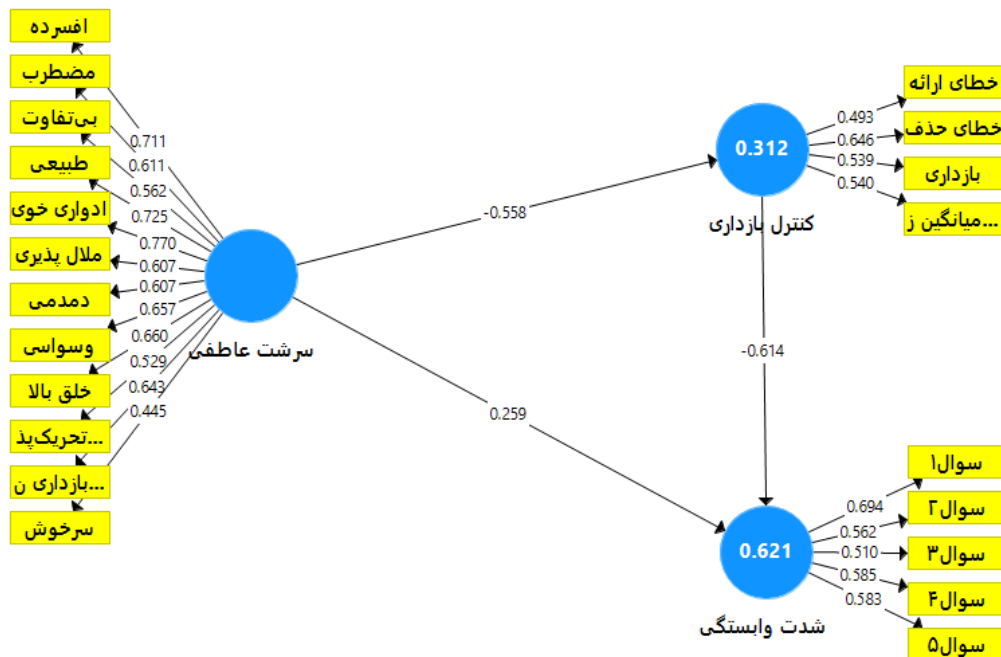 افسرده
مضطرب
بی‌تفاوت
طبیعی
ادواری خوی
ملال پذیری
دمدمی
وسواسی
خلق بالا
تحریک‌پذ...
بازداری ن...
سرخوش
0.711
0.611
0.562
0.725
0.770
0.607
0.607
0.657
0.660
0.529
0.643
0.445
سرشت عاطفی
-0.558
0.259
0.312
کنترل بازداری
0.493
0.646
0.539
0.540
خطای ارائه
خطای حذف
بازداری
میانگین ز...
-0.614
0.621
شدت وابستگی
0.694
0.562
0.510
0.585
0.583
سوال۱
سوال۲
سوال۳
سوال۴
سوال۵